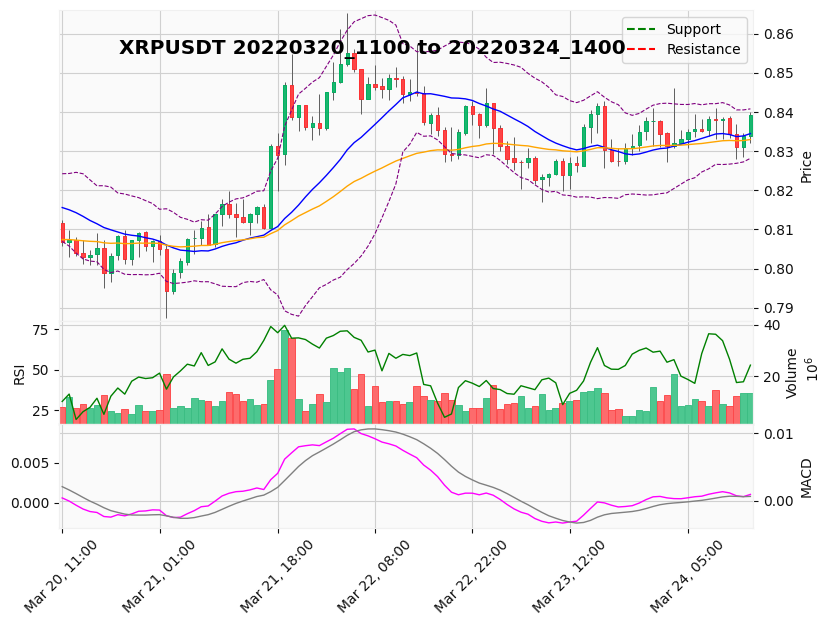 XRPUSDT 20220320_1100 to 20220324_1400
Support
Resistance
0.86
0.85
0.84
0.83
0.82
0.81
0.80
0.79
Price
75
50
25
RSI
40
20
Volume
10⁶
0.005
0.000
0.01
0.00
MACD
Mar 20, 11:00
Mar 21, 01:00
Mar 21, 18:00
Mar 22, 08:00
Mar 22, 22:00
Mar 23, 12:00
Mar 24, 05:00